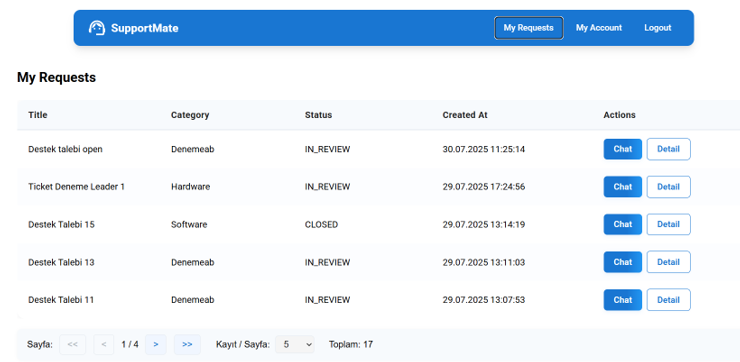 SupportMate My Requests My Account Logout
My Requests
Title Category Status Created At Actions
Destek talebi open Denemeab IN_REVIEW 30.07.2025 11:25:14 Chat Detail
Ticket Deneme Leader 1 Hardware IN_REVIEW 29.07.2025 17:24:56 Chat Detail
Destek Talebi 15 Software CLOSED 29.07.2025 13:14:19 Chat Detail
Destek Talebi 13 Denemeab IN_REVIEW 29.07.2025 13:11:03 Chat Detail
Destek Talebi 11 Denemeab IN_REVIEW 29.07.2025 13:07:53 Chat Detail
Sayfa: << < 1 / 4 > >> Kayıt / Sayfa: 5 Toplam: 17